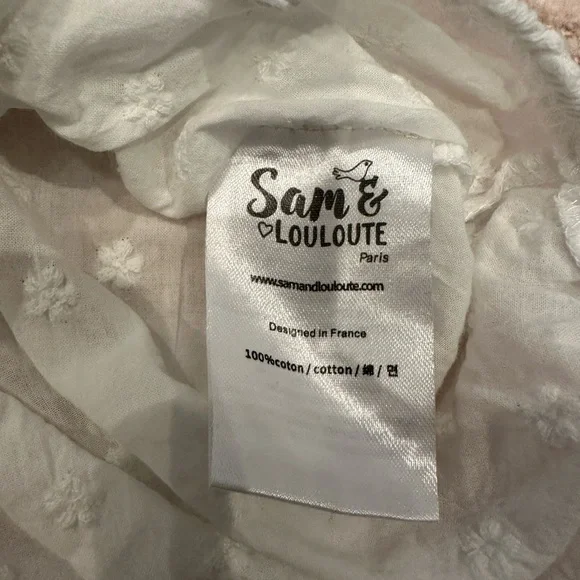 Sam &
LOULOUTE
Paris
www.samandlouloute.com
Designed in France
100%coton / cotton / 綿 / 면